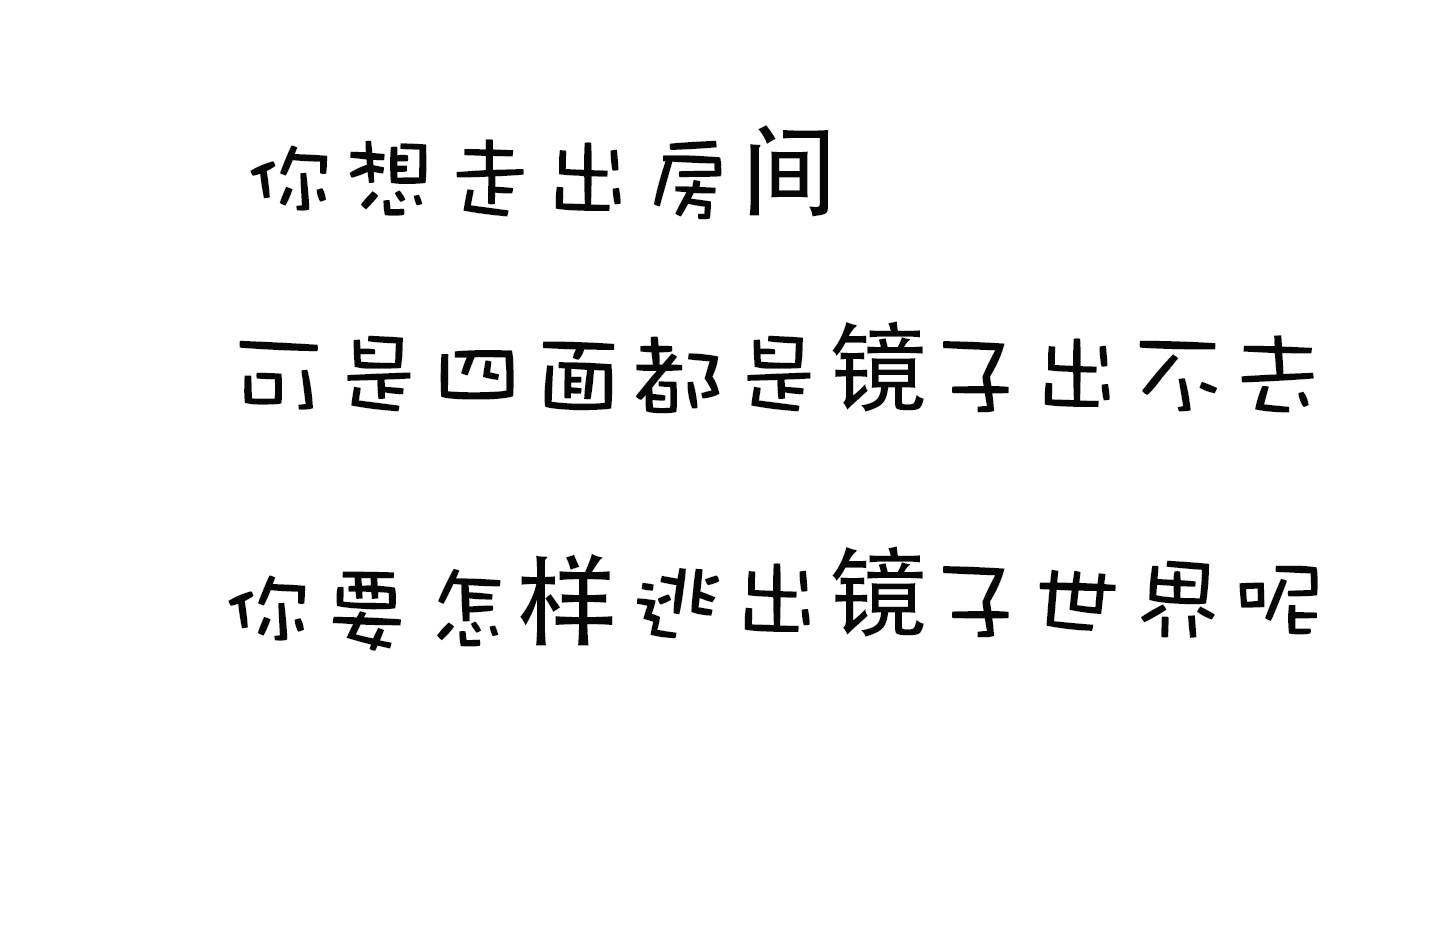 你想走出房间
可是四面都是镜子出不去
你要怎样逃出镜子世界呢